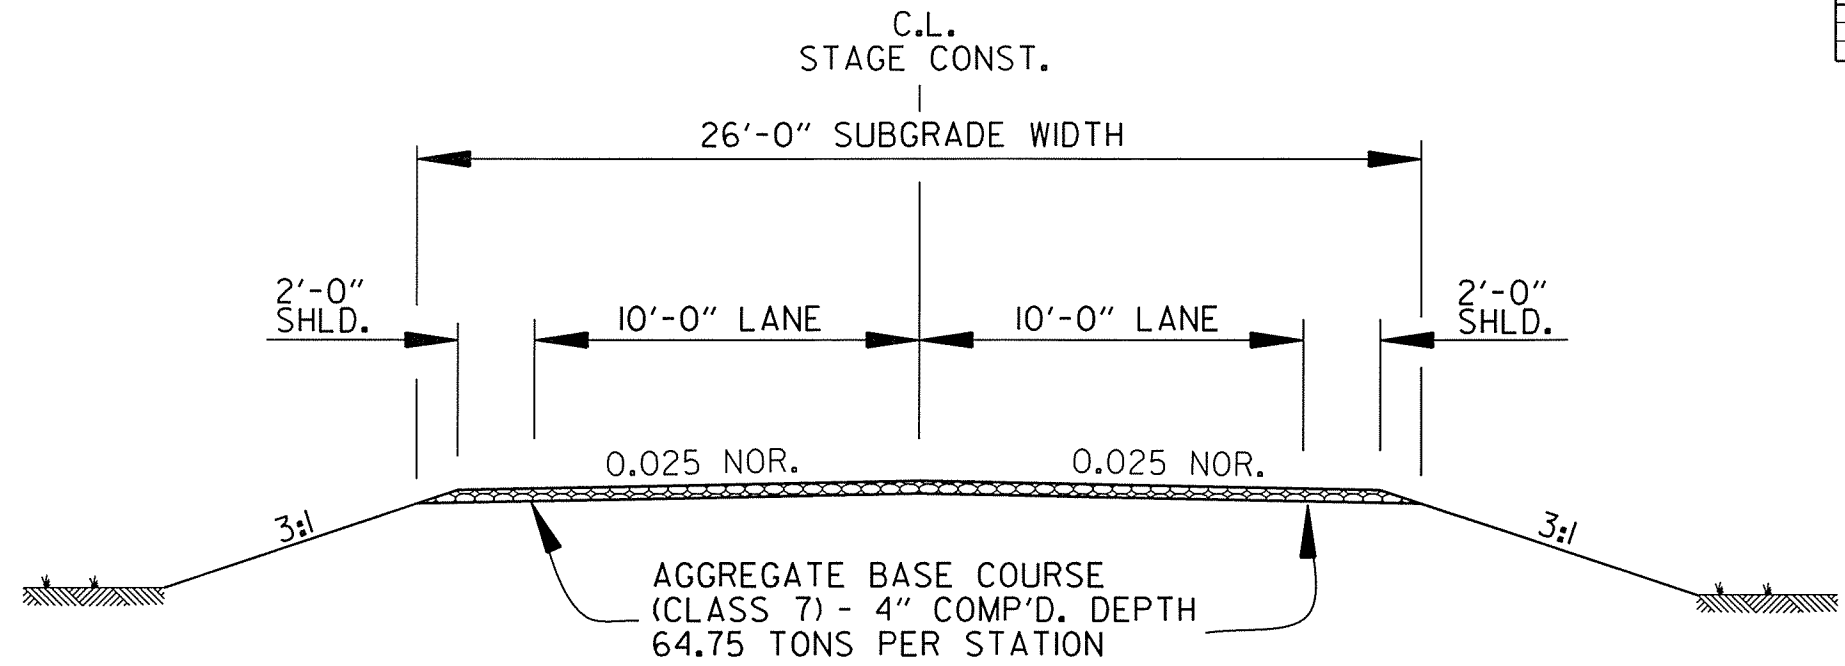 C.L.
STAGE CONST.
26'-0" SUBGRADE WIDTH
2'-0"
SHLD.
10'-0" LANE
10'-0" LANE
2'-0"
SHLD.
0.025 NOR.
0.025 NOR.
3:1
3:1
AGGREGATE BASE COURSE
(CLASS 7) - 4" COMP'D. DEPTH
64.75 TONS PER STATION